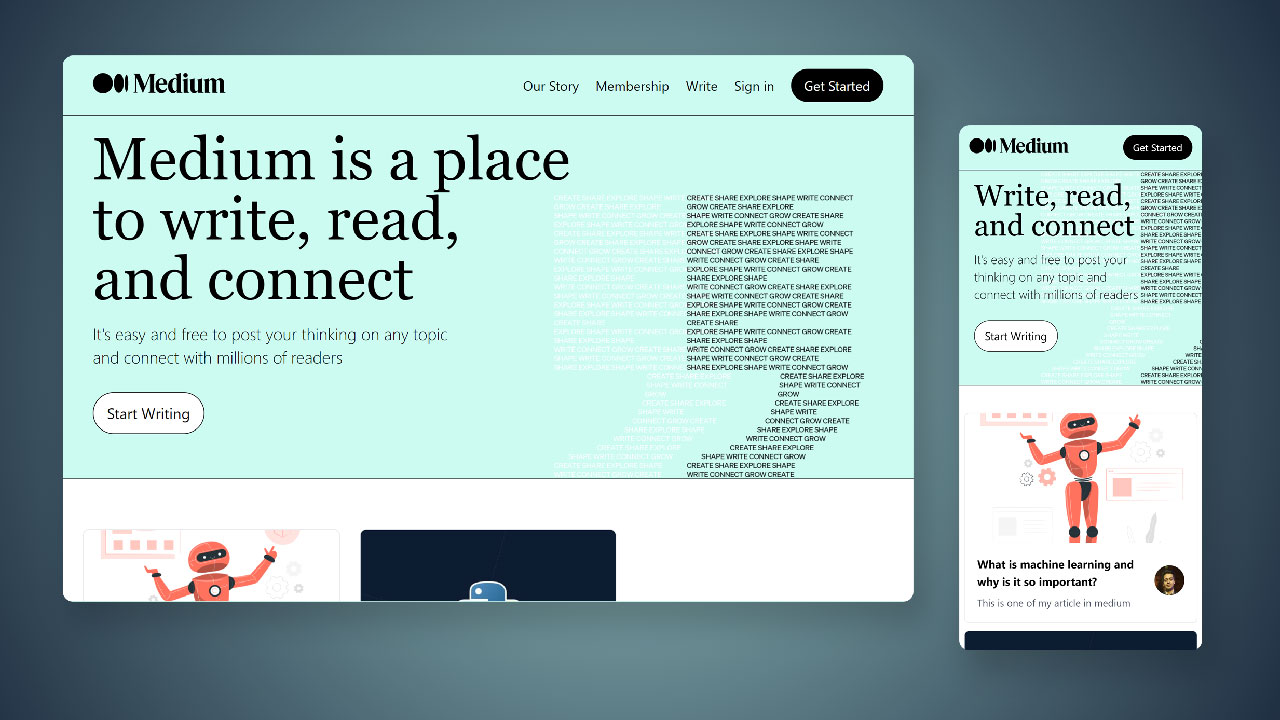 Medium
Our Story Membership Write Sign in Get Started
Medium is a place
to write, read,
and connect
It's easy and free to post your thinking on any topic
and connect with millions of readers
Start Writing
CREATE SHARE EXPLORE SHAPE WRITE CONNECT
GROW CREATE SHARE EXPLORE
SHAPE WRITE CONNECT GROW CREATE SHARE
EXPLORE SHAPE WRITE CONNECT GROW
CREATE SHARE EXPLORE SHAPE WRITE CONNECT
GROW CREATE SHARE EXPLORE SHAPE WRITE
CONNECT GROW CREATE SHARE EXPLORE SHAPE
WRITE CONNECT GROW CREATE SHARE
EXPLORE SHAPE WRITE CONNECT GROW CREATE
SHARE EXPLORE SHAPE
WRITE CONNECT GROW CREATE SHARE EXPLORE
SHAPE WRITE CONNECT GROW CREATE SHARE
EXPLORE SHAPE WRITE CONNECT GROW CREATE
SHARE EXPLORE SHAPE WRITE CONNECT GROW
CREATE SHARE
EXPLORE SHAPE WRITE CONNECT GROW CREATE
SHARE EXPLORE SHAPE
WRITE CONNECT GROW CREATE SHARE EXPLORE
SHAPE WRITE CONNECT GROW CREATE
SHARE EXPLORE SHAPE WRITE CONNECT GROW
CREATE SHARE EXPLORE
SHAPE WRITE CONNECT
GROW
CREATE SHARE EXPLORE
SHAPE WRITE
CONNECT GROW CREATE
SHARE EXPLORE SHAPE
WRITE CONNECT GROW
CREATE SHARE EXPLORE
SHAPE WRITE CONNECT GROW
CREATE SHARE EXPLORE SHAPE
WRITE CONNECT GROW CREATE
Medium
Get Started
Write, read,
and connect
It's easy and free to post your
thinking on any topic and
connect with millions of readers
Start Writing
What is machine learning and
why is it so important?
This is one of my article in medium